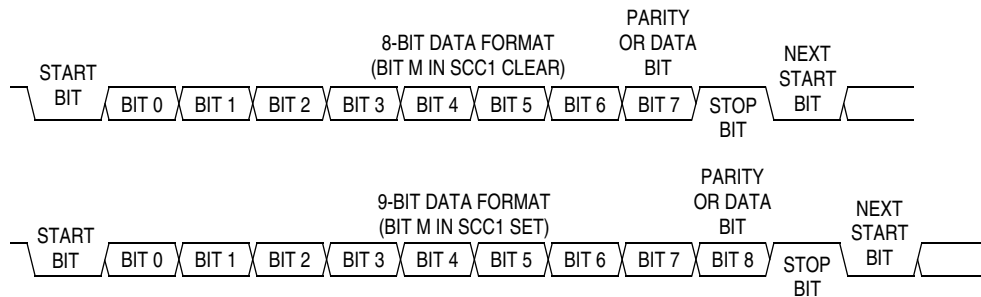 PARITY
OR DATA
BIT
8-BIT DATA FORMAT
(BIT M IN SCC1 CLEAR)
NEXT
START
BIT
START
BIT
BIT 0 BIT 1 BIT 2 BIT 3 BIT 4 BIT 5 BIT 6 BIT 7
STOP
BIT
PARITY
OR DATA
BIT
9-BIT DATA FORMAT
(BIT M IN SCC1 SET)
NEXT
START
BIT
START
BIT
BIT 0 BIT 1 BIT 2 BIT 3 BIT 4 BIT 5 BIT 6 BIT 7 BIT 8
STOP
BIT